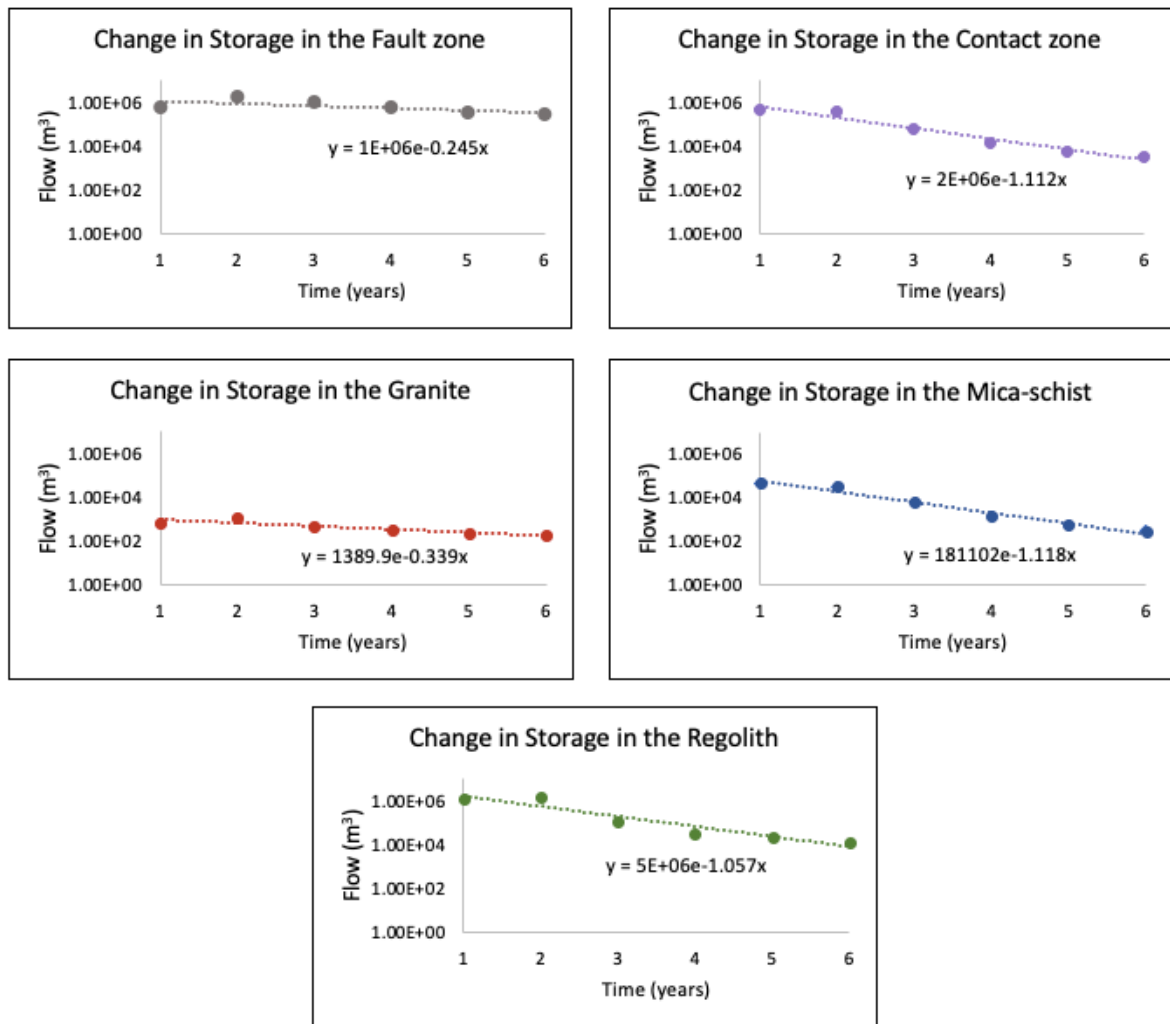 Change in Storage in the Fault zone
Flow (m³)
1.00E+06
1.00E+04
1.00E+02
1.00E+00
y = 1E+06e-0.245x
1 2 3 4 5 6
Time (years)
Change in Storage in the Contact zone
Flow (m³)
1.00E+06
1.00E+04
1.00E+02
1.00E+00
y = 2E+06e-1.112x
1 2 3 4 5 6
Time (years)
Change in Storage in the Granite
Flow (m³)
1.00E+06
1.00E+04
1.00E+02
1.00E+00
y = 1389.9e-0.339x
1 2 3 4 5 6
Time (years)
Change in Storage in the Mica-schist
Flow (m³)
1.00E+06
1.00E+04
1.00E+02
1.00E+00
y = 181102e-1.118x
1 2 3 4 5 6
Time (years)
Change in Storage in the Regolith
Flow (m³)
1.00E+06
1.00E+04
1.00E+02
1.00E+00
y = 5E+06e-1.057x
1 2 3 4 5 6
Time (years)